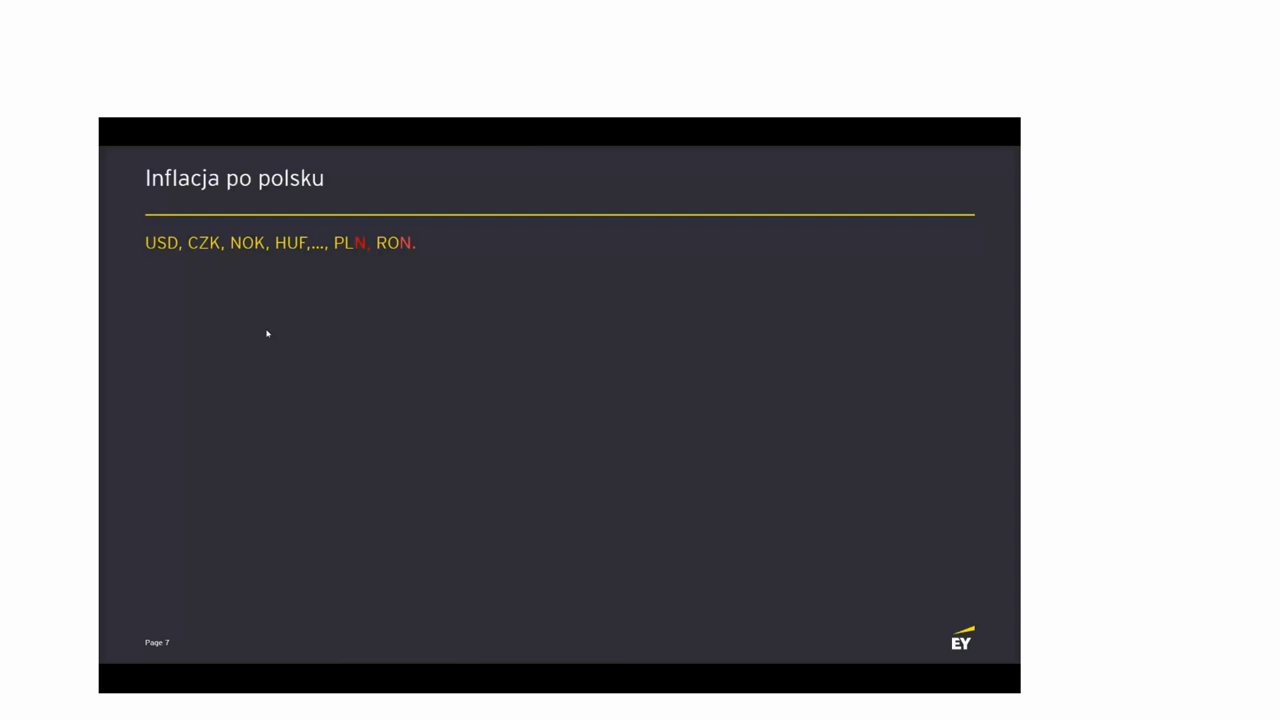 Inflacja po polsku
USD, CZK, NOK, HUF,..., PLN, RON.
Page 7
EY